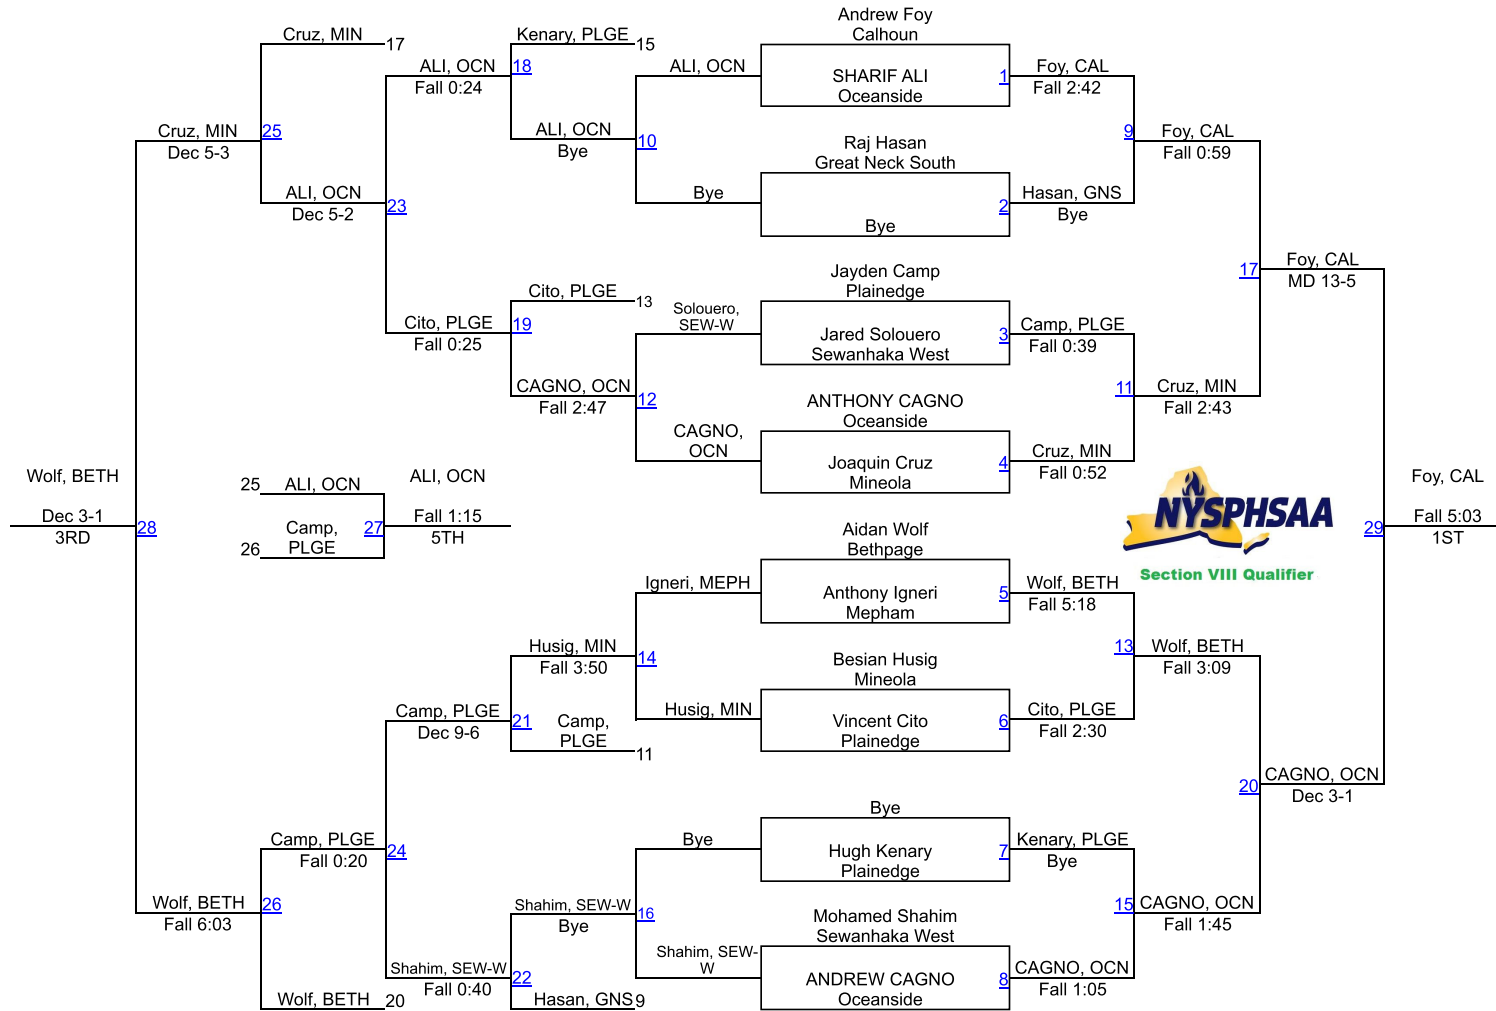 Andrew Foy
Calhoun
Cruz, MIN
17
Kenary, PLGE
15
ALI, OCN
18
Fall 0:24
ALI, OCN
SHARIF ALI
1
Oceanside
Foy, CAL
Fall 2:42
Cruz, MIN
25
Dec 5-3
ALI, OCN
10
Bye
Raj Hasan
Great Neck South
9
Foy, CAL
Fall 0:59
ALI, OCN
23
Dec 5-2
Bye
2
Bye
Hasan, GNS
Bye
Jayden Camp
Plainedge
17
Foy, CAL
MD 13-5
Cito, PLGE
13
Cito, PLGE
19
Fall 0:25
Solouero,
SEW-W
Jared Solouero
3
Sewanhaka West
Camp, PLGE
Fall 0:39
CAGNO, OCN
12
Fall 2:47
ANTHONY CAGNO
Oceanside
11
Cruz, MIN
Fall 2:43
CAGNO,
OCN
Joaquin Cruz
4
Mineola
Cruz, MIN
Fall 0:52
Wolf, BETH
Dec 3-1
28
3RD
25
ALI, OCN
Camp,
PLGE
26
27
ALI, OCN
Fall 1:15
5TH
NYSPHSAA
Section VIII Qualifier
Foy, CAL
29
Fall 5:03
1ST
Aidan Wolf
Bethpage
Igneri, MEPH
Anthony Igneri
5
Mepham
Wolf, BETH
Fall 5:18
Husig, MIN
14
Fall 3:50
Besian Husig
Mineola
13
Wolf, BETH
Fall 3:09
Camp, PLGE
21
Dec 9-6
Camp,
PLGE
11
Husig, MIN
Vincent Cito
6
Plainedge
Cito, PLGE
Fall 2:30
20
CAGNO, OCN
Dec 3-1
Bye
Camp, PLGE
24
Fall 0:20
Bye
Hugh Kenary
7
Plainedge
Kenary, PLGE
Bye
Wolf, BETH
26
Fall 6:03
Shahim, SEW-W
16
Bye
Mohamed Shahim
Sewanhaka West
15
CAGNO, OCN
Fall 1:45
Shahim, SEW-W
22
Fall 0:40
Shahim, SEW-
W
ANDREW CAGNO
8
Oceanside
CAGNO, OCN
Fall 1:05
Wolf, BETH
20
Hasan, GNS
9